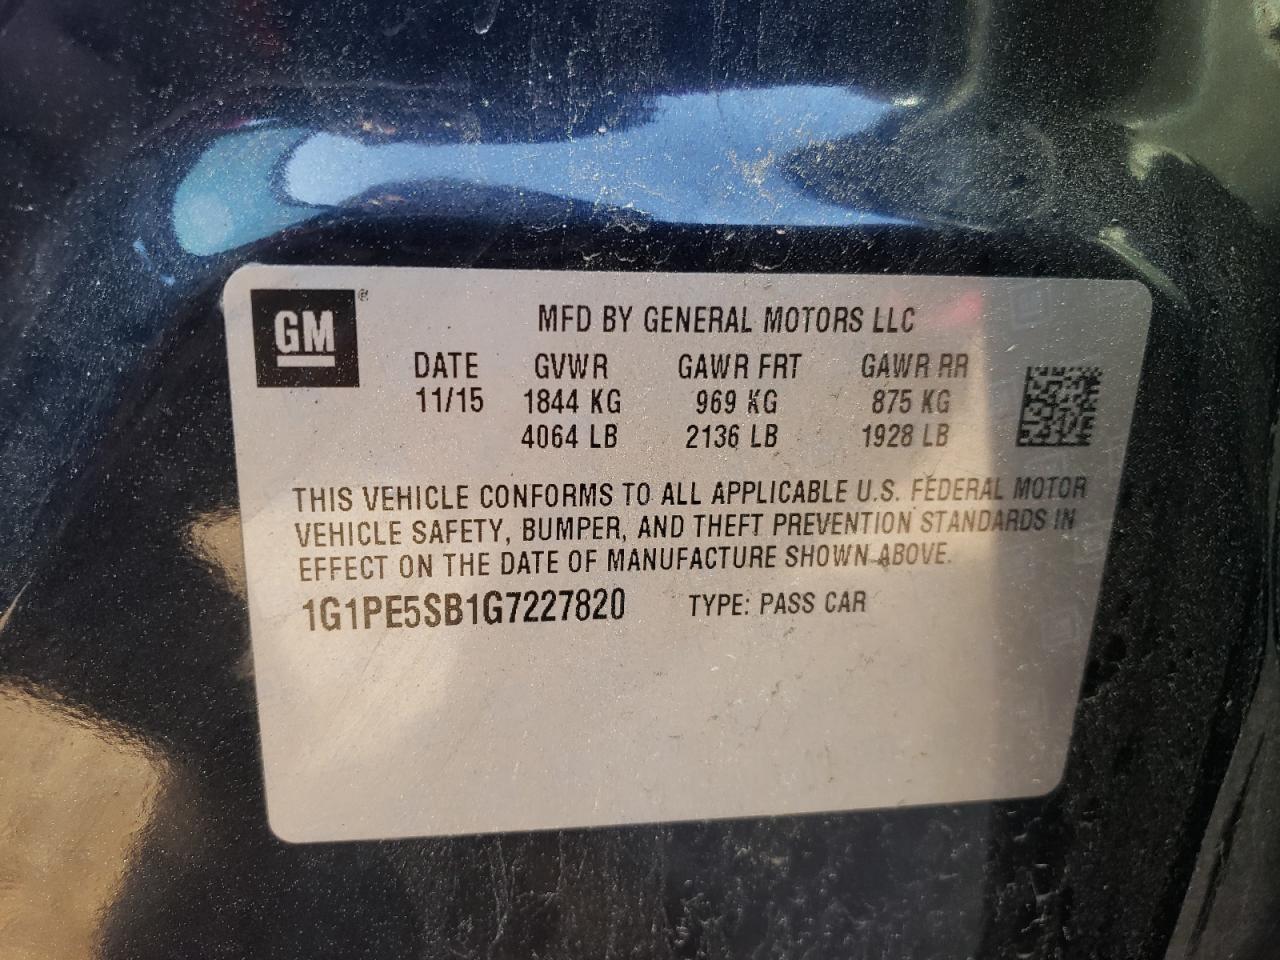 GM®
MFD BY GENERAL MOTORS LLC
DATE GVWR GAWR FRT GAWR RR
11/15 1844 KG 969 KG 875 KG
4064 LB 2136 LB 1928 LB
THIS VEHICLE CONFORMS TO ALL APPLICABLE U.S. FEDERAL MOTOR
VEHICLE SAFETY, BUMPER, AND THEFT PREVENTION STANDARDS IN
EFFECT ON THE DATE OF MANUFACTURE SHOWN ABOVE.
1G1PE5SB1G7227820 TYPE: PASS CAR